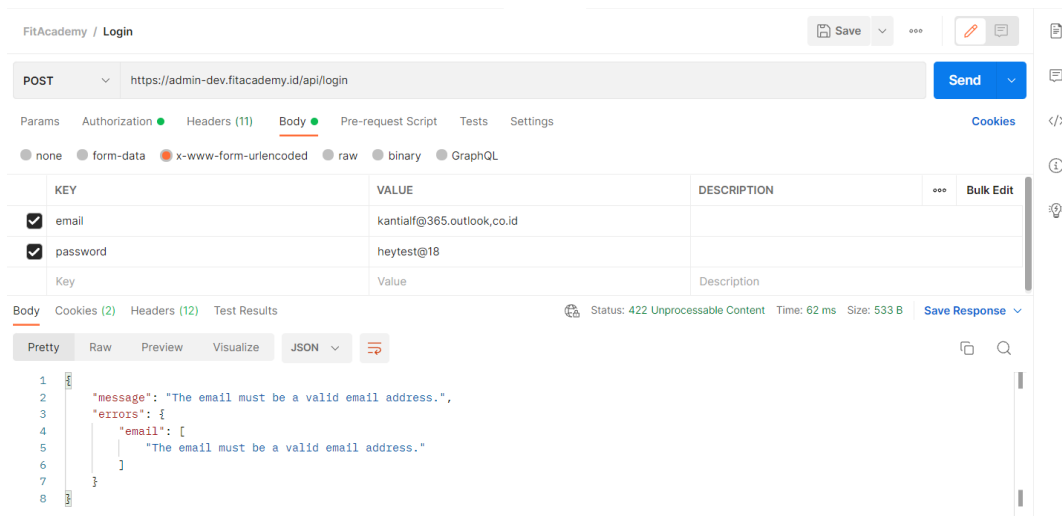 FitAcademy / Login
Save
POST
https://admin-dev.fitacademy.id/api/login
Send
Params Authorization Headers (11) Body Pre-request Script Tests Settings Cookies
none form-data x-www-form-urlencoded raw binary GraphQL
KEY VALUE DESCRIPTION Bulk Edit
email kantialf@365.outlook,co.id
password heytest@18
Key Value Description
Body Cookies (2) Headers (12) Test Results Status: 422 Unprocessable Content Time: 62 ms Size: 533 B Save Response
Pretty Raw Preview Visualize JSON
1 {
2 "message": "The email must be a valid email address.",
3 "errors": {
4 "email": [
5 "The email must be a valid email address."
6 ]
7 }
8 }